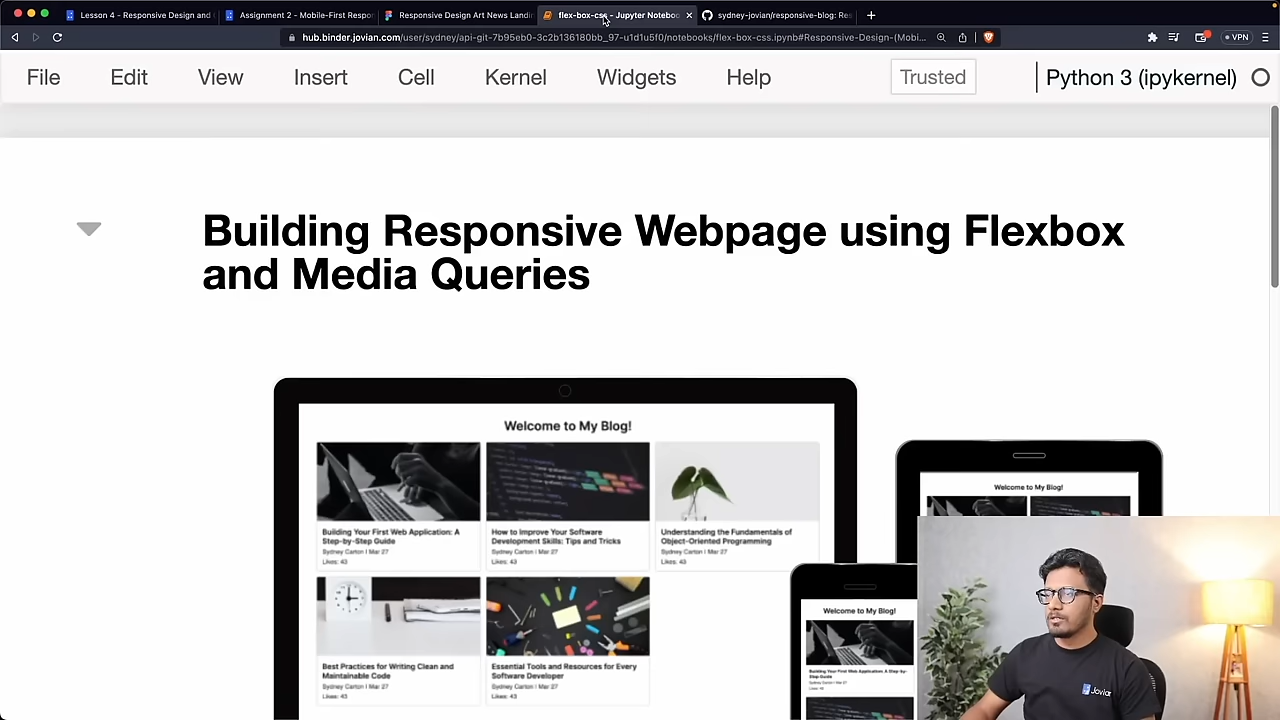 Lesson 4 - Responsive Design and
Assignment 2 - Mobile-First Respon
Responsive Design Art News Landi
flex-box-css - Jupyter Noteboo
sydney-jovian/responsive-blog: Res
hub.binder.jovian.com/user/sydney/api-git-7b95eb0-3c2b136180bb_97-u1d1u5f0/notebooks/flex-box-css.ipynb#Responsive-Design-(Mobi...
VPN
File Edit View Insert Cell Kernel Widgets Help
Trusted
Python 3 (ipykernel)
Building Responsive Webpage using Flexbox
and Media Queries
Welcome to My Blog!
Building Your First Web Application: A
Step-by-Step Guide
Sydney Carton | Mar 27
Likes: 43
How to Improve Your Software
Development Skills: Tips and Tricks
Sydney Carton | Mar 27
Likes: 43
Understanding the Fundamentals of
Object-Oriented Programming
Sydney Carton | Mar 27
Likes: 43
Best Practices for Writing Clean and
Maintainable Code
Sydney Carton | Mar 27
Likes: 43
Essential Tools and Resources for Every
Software Developer
Sydney Carton | Mar 27
Likes: 43
Welcome to My Blog!
Welcome to My Blog!
Building Your First Web Application: A Step-by-
Step Guide
Sydney Carton | Mar 27
Jovian